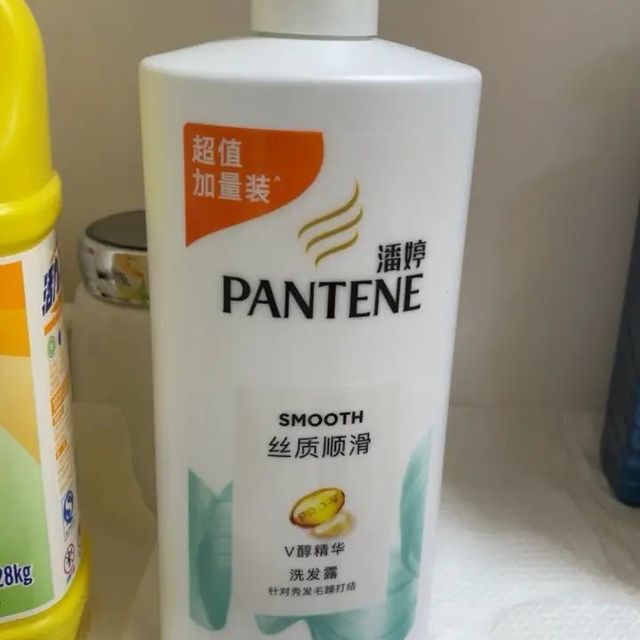 超值
加量装^
潘婷
PANTENE
SMOOTH
丝质顺滑
V醇精华
洗发露
针对秀发毛躁打结
28kg